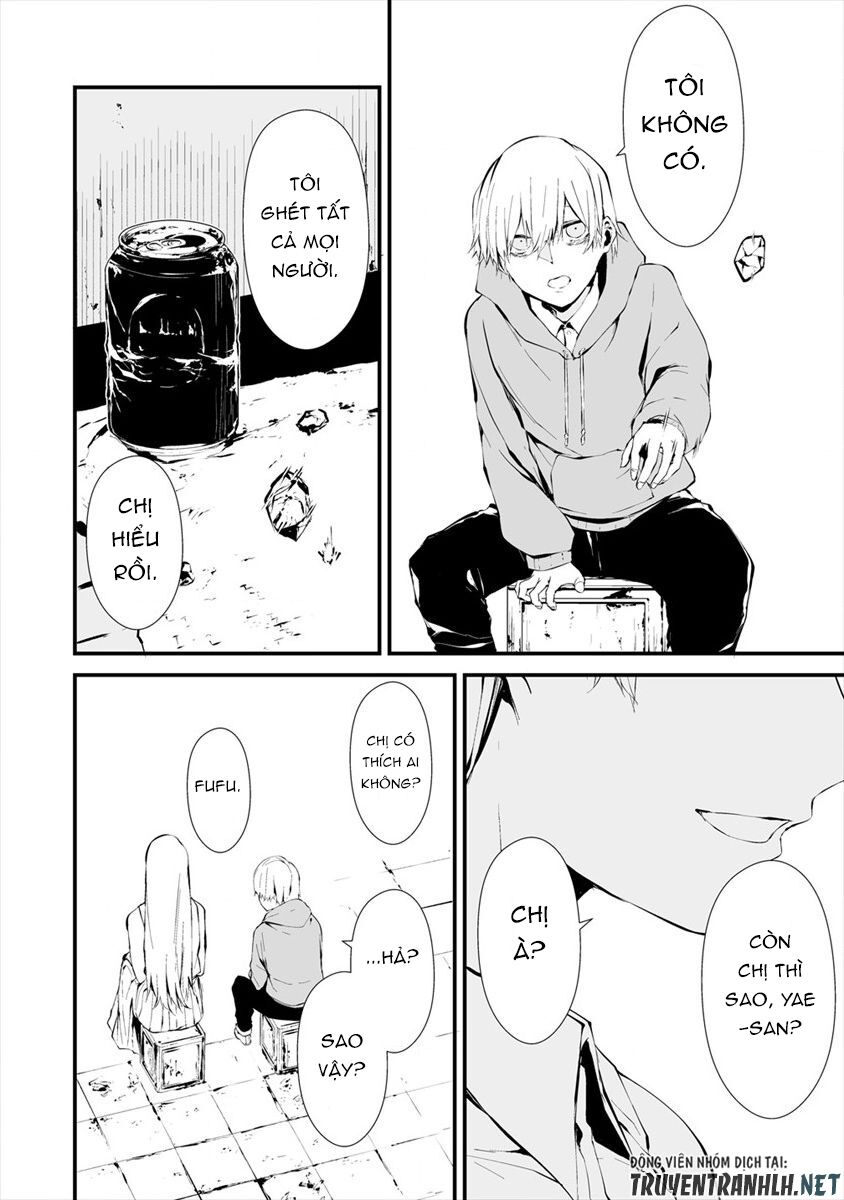 TÔI
KHÔNG
CÓ.
TÔI
GHÉT TẤT
CẢ MỌI
NGƯỜI.
CHỊ
HIỂU
RỒI.
CÒN
CHỊ THÌ
SAO, YAE
-SAN?
CHỊ
À?
CHỊ CÓ
THÍCH AI
KHÔNG?
...HẢ?
SAO
VẬY?
FUFU.
ĐỘNG VIÊN NHÓM DỊCH TẠI:
TRUYENTRANHLH.NET